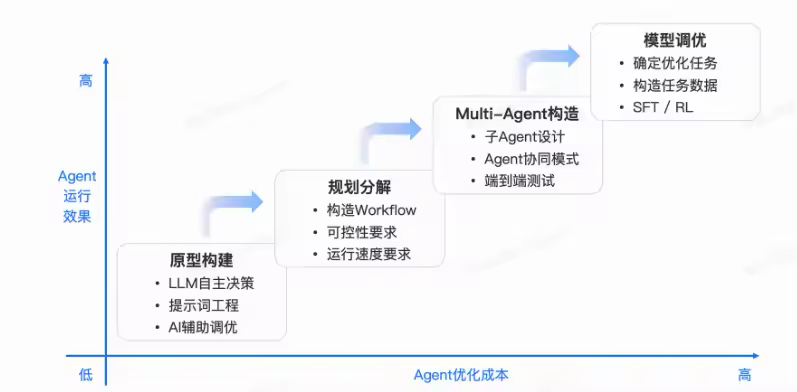 模型调优
• 确定优化任务
• 构造任务数据
• SFT / RL
高
Multi-Agent构造
• 子Agent设计
• Agent协同模式
• 端到端测试
Agent
运行
效果
规划分解
• 构造Workflow
• 可控性要求
• 运行速度要求
原型构建
• LLM自主决策
• 提示词工程
• AI辅助调优
低
Agent优化成本
高